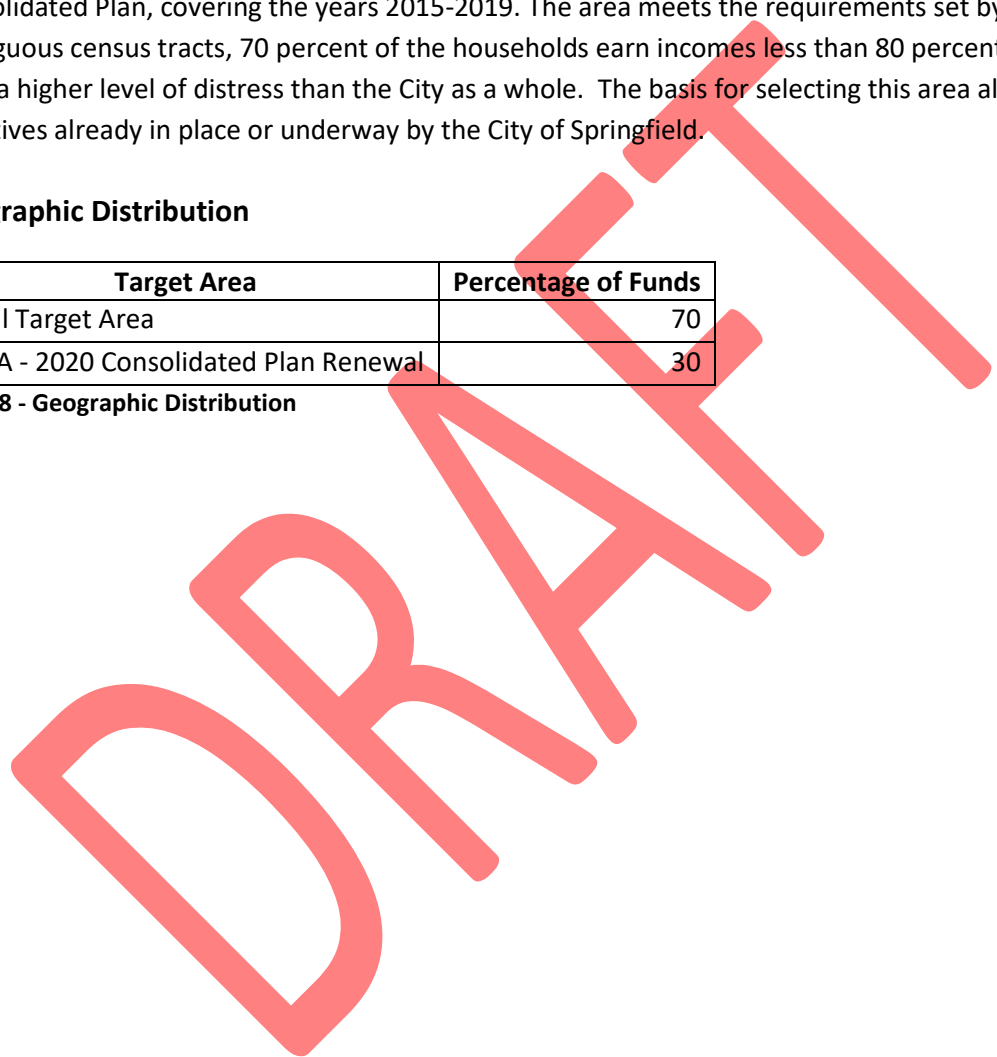 olidated Plan, covering the years 2015-2019. The area meets the requirements set by
guous census tracts, 70 percent of the households earn incomes less than 80 percent
a higher level of distress than the City as a whole. The basis for selecting this area al
tives already in place or underway by the City of Springfield.
raphic Distribution
Target Area Percentage of Funds
l Target Area 70
A - 2020 Consolidated Plan Renewal 30
8 - Geographic Distribution
DRAFT